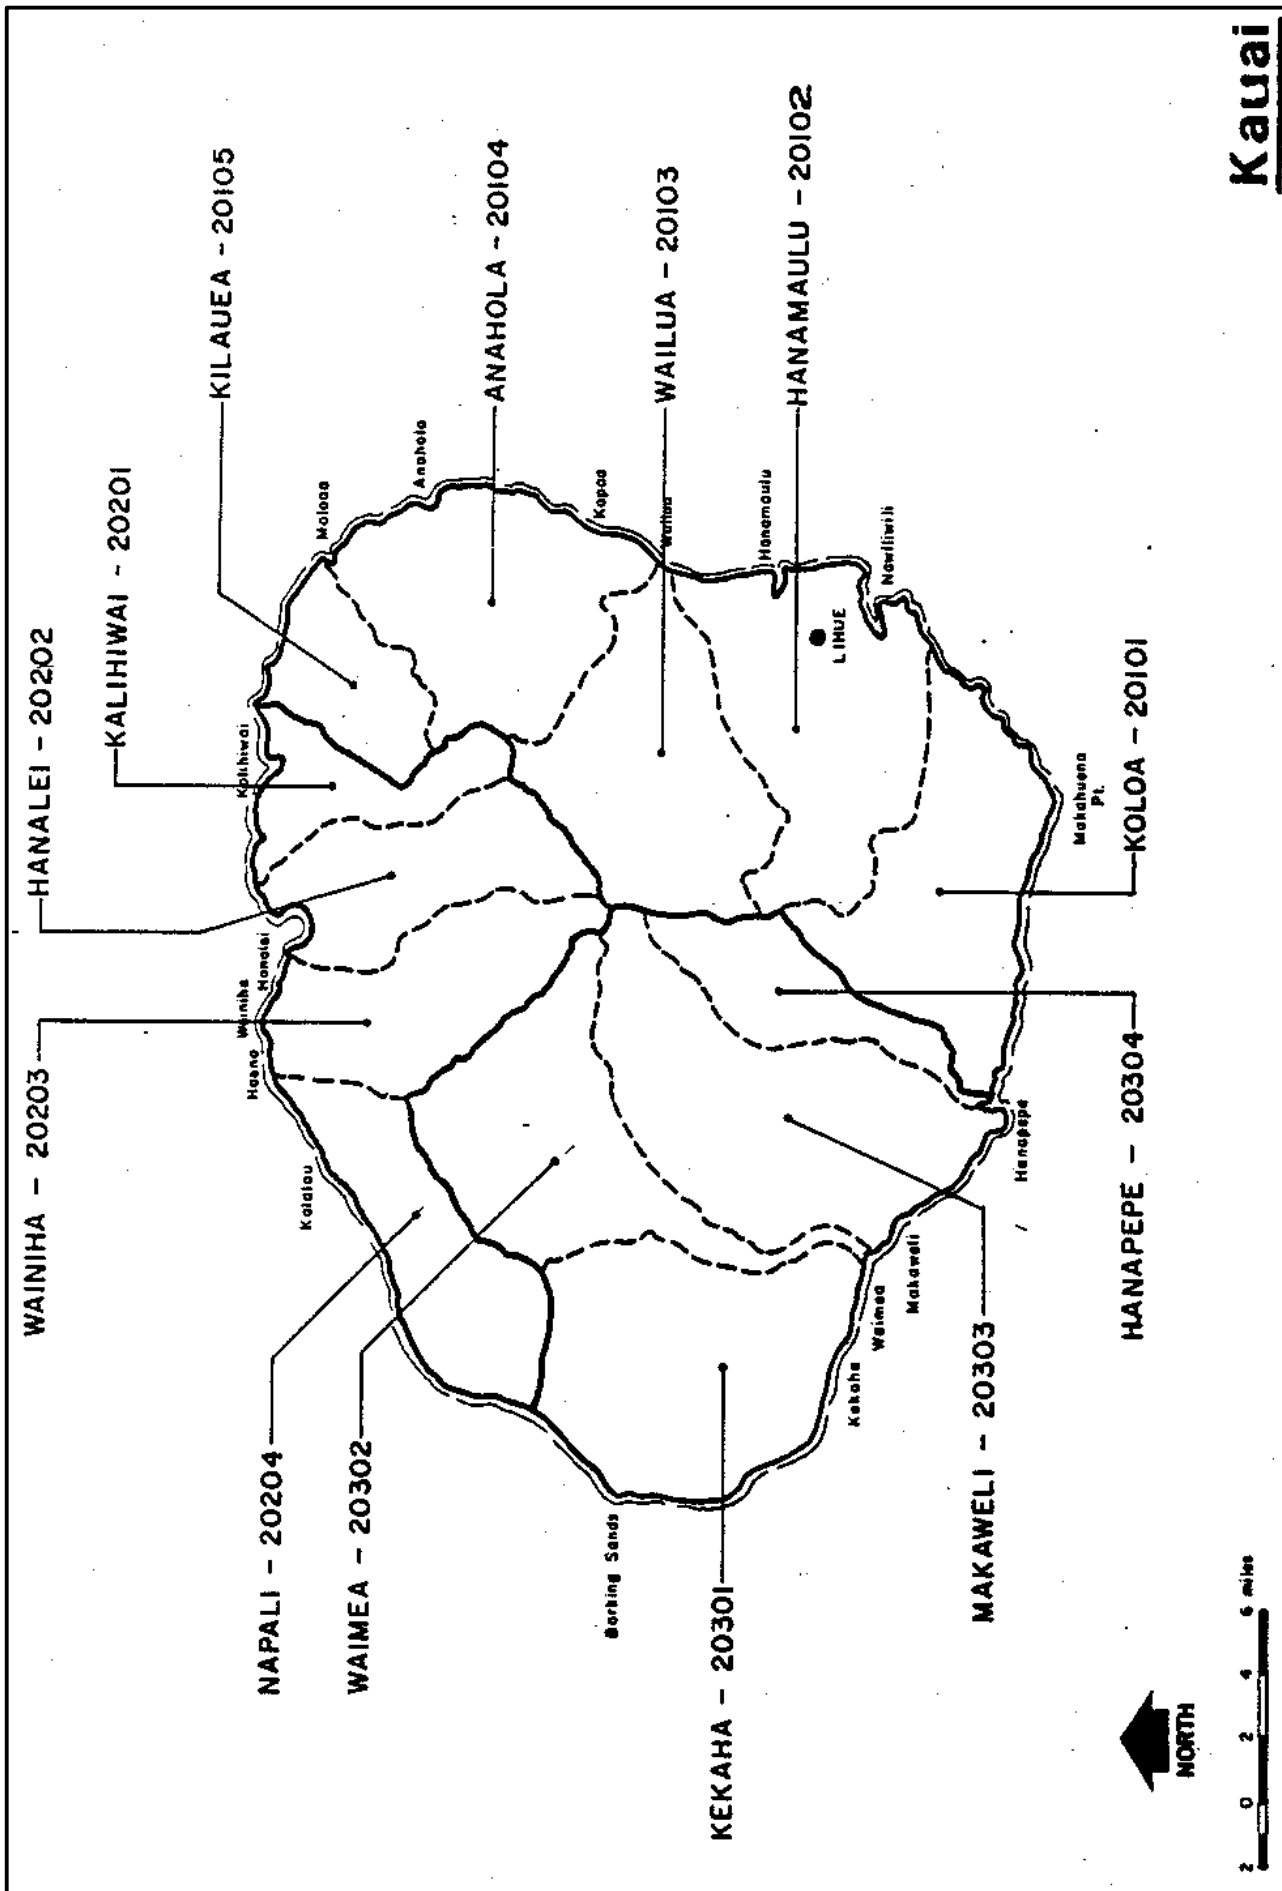 WAINIHA - 20203
HANALEI - 20202
KALIHIWAI - 20201
KILAUEA - 20105
ANAHOLA - 20104
WAILUA - 20103
HANAMAULU - 20102
KOLOA - 20101
HANAPEPE - 20304
MAKAWELI - 20303
KEKAHA - 20301
WAIMEA - 20302
NAPALI - 20204
Kalalau
Haena
Wainiha
Hanalei
Kalihiwai
Moloaa
Anahola
Kapaa
Wailua
Hanamaulu
LIHUE
Nawiliwili
Makahuena
Pt.
Hanapepe
Makaweli
Waimea
Kekaha
Barking Sands
NORTH
2 0 2 4 6 miles
Kauai